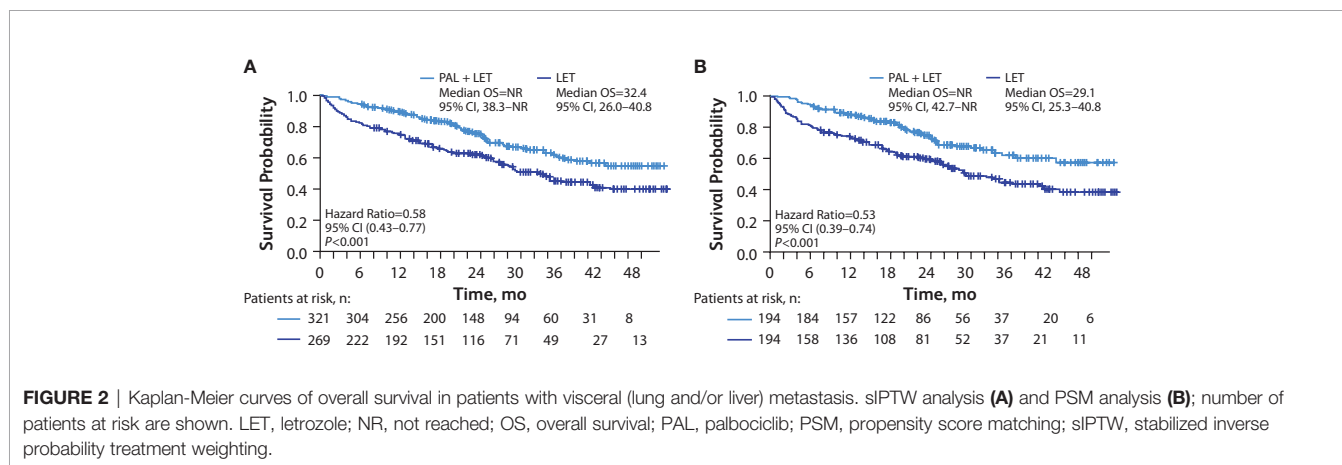 A
PAL + LET
Median OS=NR
95% CI, 38.3–NR
LET
Median OS=32.4
95% CI, 26.0–40.8
Survival Probability
1.0
0.8
0.6
0.4
0.2
0.0
Hazard Ratio=0.58
95% CI (0.43–0.77)
P<0.001
0 6 12 18 24 30 36 42 48
Time, mo
Patients at risk, n:
321 304 256 200 148 94 60 31 8
269 222 192 151 116 71 49 27 13
B
PAL + LET
Median OS=NR
95% CI, 42.7–NR
LET
Median OS=29.1
95% CI, 25.3–40.8
Survival Probability
1.0
0.8
0.6
0.4
0.2
0.0
Hazard Ratio=0.53
95% CI (0.39–0.74)
P<0.001
0 6 12 18 24 30 36 42 48
Time, mo
Patients at risk, n:
194 184 157 122 86 56 37 20 6
194 158 136 108 81 52 37 21 11
FIGURE 2 | Kaplan-Meier curves of overall survival in patients with visceral (lung and/or liver) metastasis. sIPTW analysis (A) and PSM analysis (B); number of
patients at risk are shown. LET, letrozole; NR, not reached; OS, overall survival; PAL, palbociclib; PSM, propensity score matching; sIPTW, stabilized inverse
probability treatment weighting.